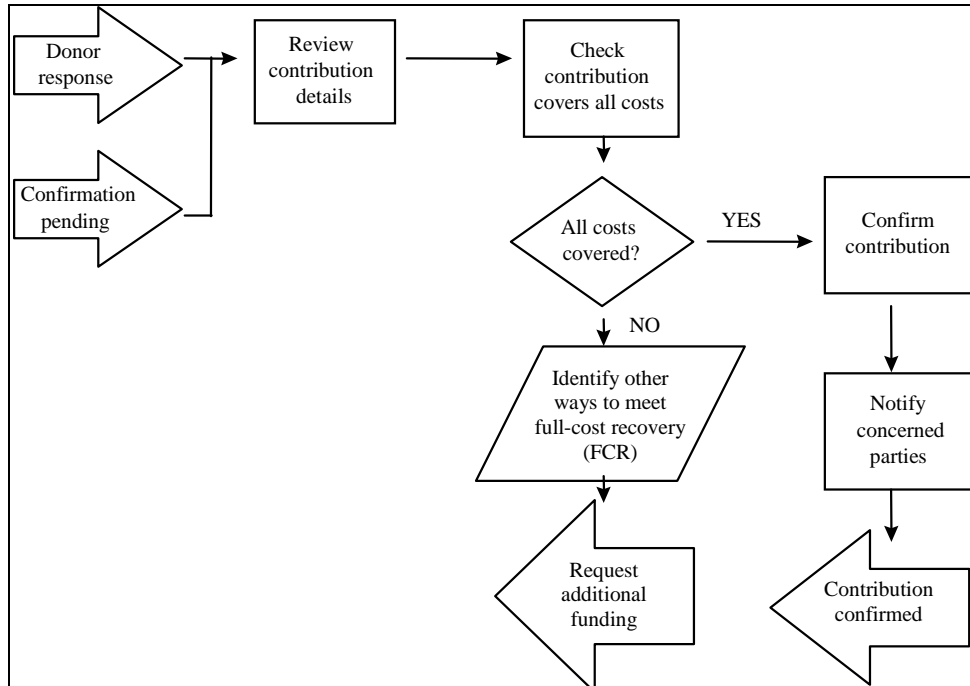 Donor
response
Review
contribution
details
Check
contribution
covers all costs
Confirmation
pending
All costs
covered?
YES
Confirm
contribution
NO
Identify other
ways to meet
full-cost recovery
(FCR)
Notify
concerned
parties
Request
additional
funding
Contribution
confirmed